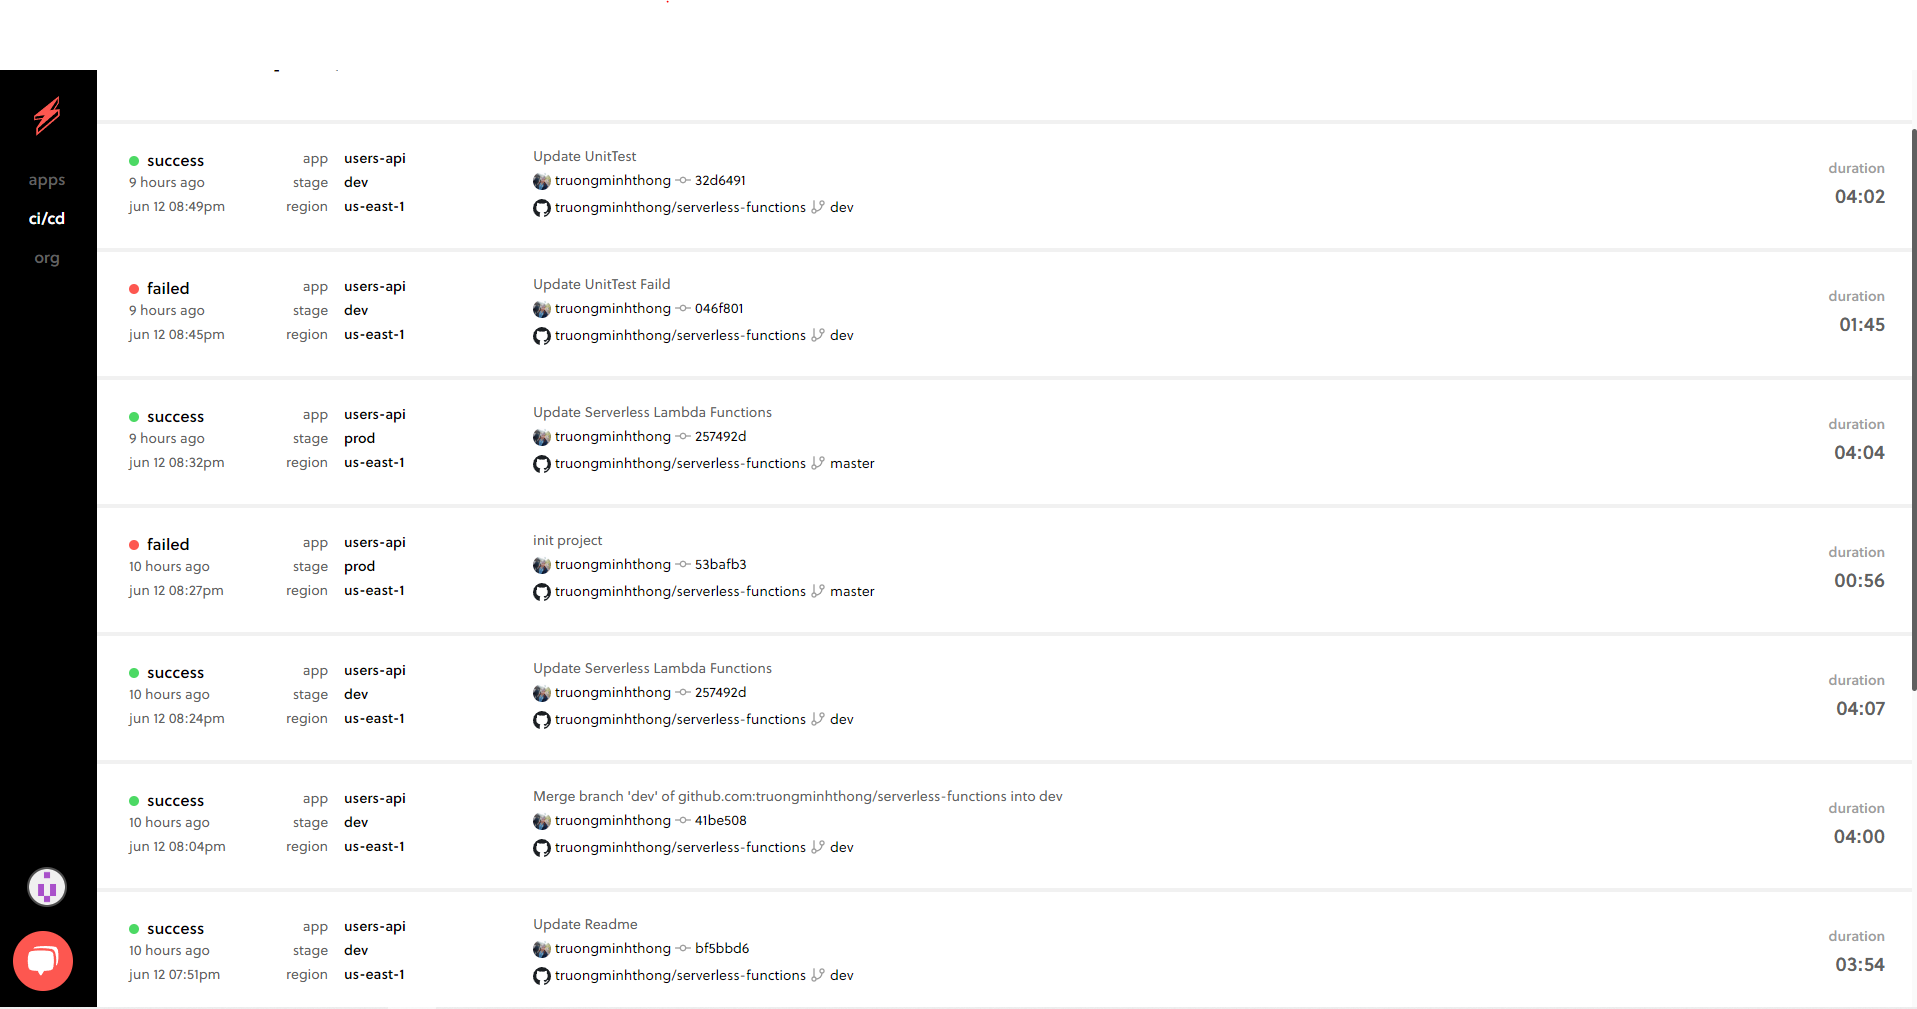 apps
ci/cd
org
success
9 hours ago
jun 12 08:49pm
app users-api
stage dev
region us-east-1
Update UnitTest
truongminhthong 32d6491
truongminhthong/serverless-functions dev
duration
04:02
failed
9 hours ago
jun 12 08:45pm
app users-api
stage dev
region us-east-1
Update UnitTest Faild
truongminhthong 046f801
truongminhthong/serverless-functions dev
duration
01:45
success
9 hours ago
jun 12 08:32pm
app users-api
stage prod
region us-east-1
Update Serverless Lambda Functions
truongminhthong 257492d
truongminhthong/serverless-functions master
duration
04:04
failed
10 hours ago
jun 12 08:27pm
app users-api
stage prod
region us-east-1
init project
truongminhthong 53bafb3
truongminhthong/serverless-functions master
duration
00:56
success
10 hours ago
jun 12 08:24pm
app users-api
stage dev
region us-east-1
Update Serverless Lambda Functions
truongminhthong 257492d
truongminhthong/serverless-functions dev
duration
04:07
success
10 hours ago
jun 12 08:04pm
app users-api
stage dev
region us-east-1
Merge branch 'dev' of github.com:truongminhthong/serverless-functions into dev
truongminhthong 41be508
truongminhthong/serverless-functions dev
duration
04:00
success
10 hours ago
jun 12 07:51pm
app users-api
stage dev
region us-east-1
Update Readme
truongminhthong bf5bbd6
truongminhthong/serverless-functions dev
duration
03:54